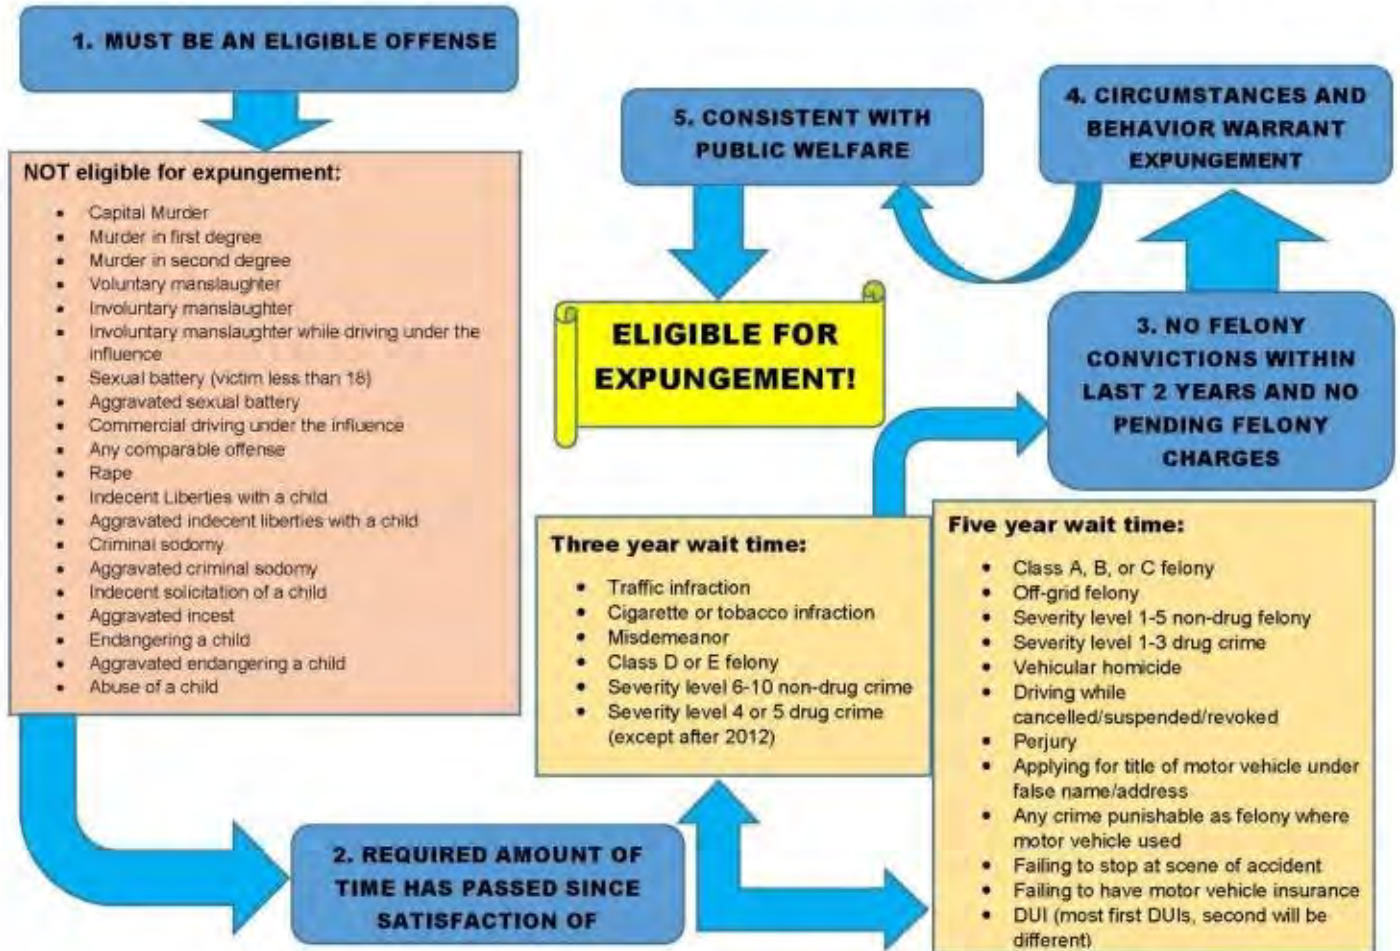 1. MUST BE AN ELIGIBLE OFFENSE
NOT eligible for expungement:
• Capital Murder
• Murder in first degree
• Murder in second degree
• Voluntary manslaughter
• Involuntary manslaughter
• Involuntary manslaughter while driving under the
influence
• Sexual battery (victim less than 18)
• Aggravated sexual battery
• Commercial driving under the influence
• Any comparable offense
• Rape
• Indecent Liberties with a child
• Aggravated indecent liberties with a child
• Criminal sodomy
• Aggravated criminal sodomy
• Indecent solicitation of a child
• Aggravated incest
• Endangering a child
• Aggravated endangering a child
• Abuse of a child
2. REQUIRED AMOUNT OF
TIME HAS PASSED SINCE
SATISFACTION OF
Three year wait time:
• Traffic infraction
• Cigarette or tobacco infraction
• Misdemeanor
• Class D or E felony
• Severity level 6-10 non-drug crime
• Severity level 4 or 5 drug crime
(except after 2012)
Five year wait time:
• Class A, B, or C felony
• Off-grid felony
• Severity level 1-5 non-drug felony
• Severity level 1-3 drug crime
• Vehicular homicide
• Driving while
cancelled/suspended/revoked
• Perjury
• Applying for title of motor vehicle under
false name/address
• Any crime punishable as felony where
motor vehicle used
• Failing to stop at scene of accident
• Failing to have motor vehicle insurance
• DUI (most first DUIs, second will be
different)
3. NO FELONY
CONVICTIONS WITHIN
LAST 2 YEARS AND NO
PENDING FELONY
CHARGES
4. CIRCUMSTANCES AND
BEHAVIOR WARRANT
EXPUNGEMENT
5. CONSISTENT WITH
PUBLIC WELFARE
ELIGIBLE FOR
EXPUNGEMENT!